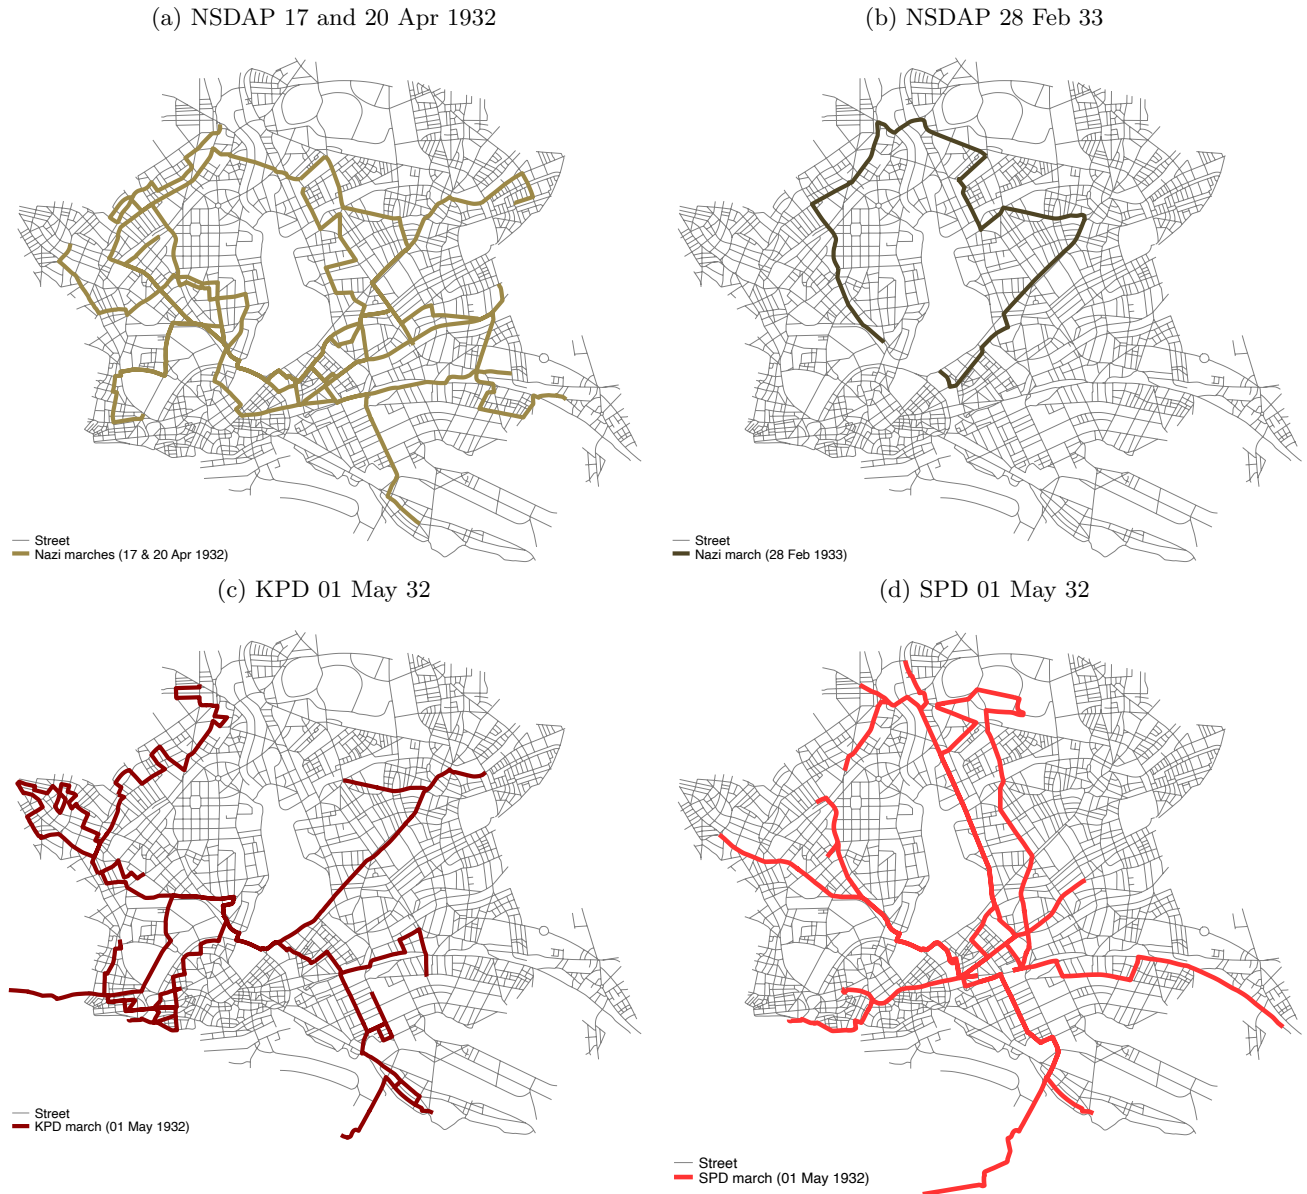 (a) NSDAP 17 and 20 Apr 1932
(b) NSDAP 28 Feb 33
Street
Nazi marches (17 & 20 Apr 1932)
Street
Nazi march (28 Feb 1933)
(c) KPD 01 May 32
(d) SPD 01 May 32
Street
KPD march (01 May 1932)
Street
SPD march (01 May 1932)